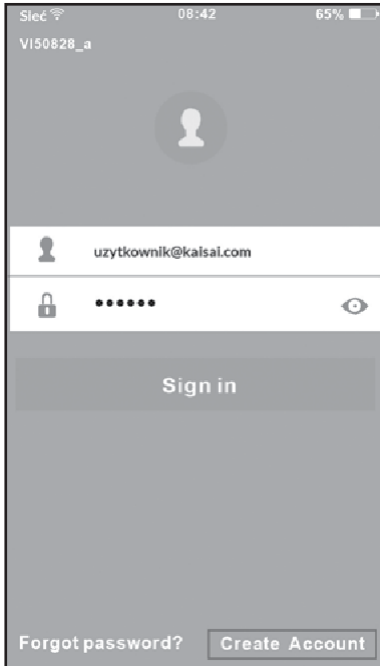 Sieć 08:42 65%
VI50828_a
uzytkownik@kaisai.com
••••••
Sign in
Forgot password? Create Account